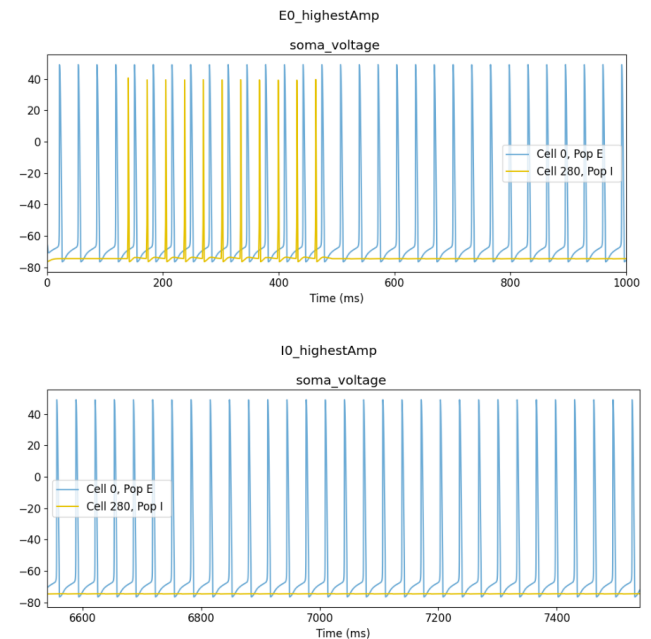 E0_highestAmp
soma_voltage
40
20
0
−20
−40
−60
−80
Cell 0, Pop E
Cell 280, Pop I
0 200 400 600 800 1000
Time (ms)
I0_highestAmp
soma_voltage
40
20
0
−20
−40
−60
−80
Cell 0, Pop E
Cell 280, Pop I
6600 6800 7000 7200 7400
Time (ms)